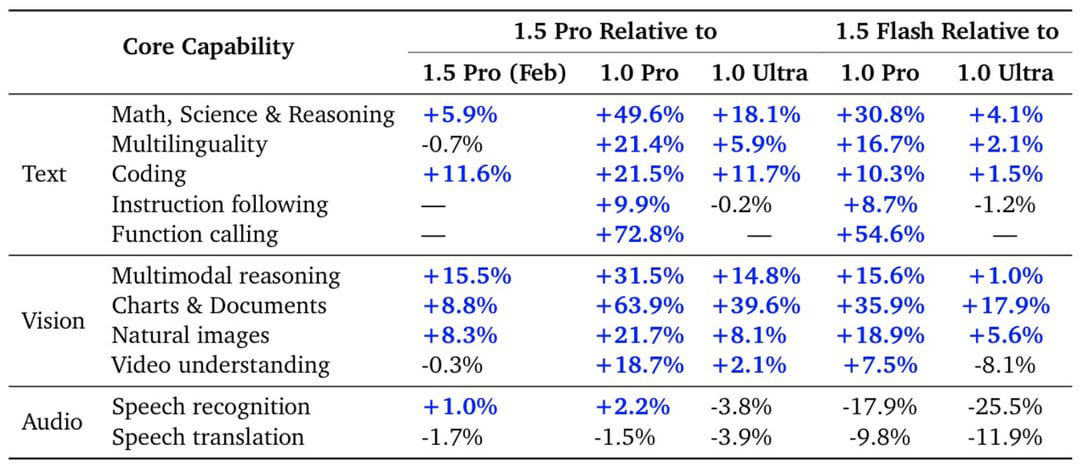 Core Capability 1.5 Pro Relative to 1.5 Flash Relative to
1.5 Pro (Feb) 1.0 Pro 1.0 Ultra 1.0 Pro 1.0 Ultra
Math, Science & Reasoning +5.9% +49.6% +18.1% +30.8% +4.1%
Multilinguality -0.7% +21.4% +5.9% +16.7% +2.1%
Text Coding +11.6% +21.5% +11.7% +10.3% +1.5%
Instruction following — +9.9% -0.2% +8.7% -1.2%
Function calling — +72.8% — +54.6% —
Multimodal reasoning +15.5% +31.5% +14.8% +15.6% +1.0%
Charts & Documents +8.8% +63.9% +39.6% +35.9% +17.9%
Vision
Natural images +8.3% +21.7% +8.1% +18.9% +5.6%
Video understanding -0.3% +18.7% +2.1% +7.5% -8.1%
Speech recognition +1.0% +2.2% -3.8% -17.9% -25.5%
Audio
Speech translation -1.7% -1.5% -3.9% -9.8% -11.9%